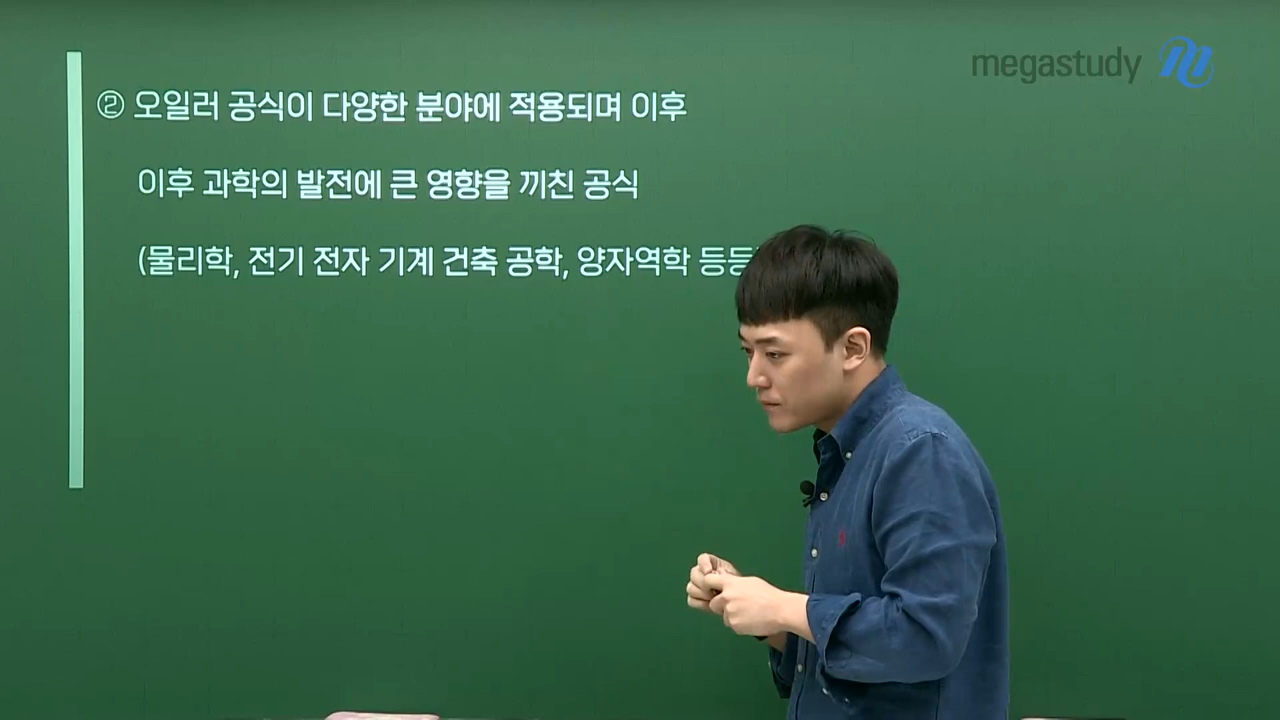 megastudy
② 오일러 공식이 다양한 분야에 적용되며 이후
이후 과학의 발전에 큰 영향을 끼친 공식
(물리학, 전기 전자 기계 건축 공학, 양자역학 등등